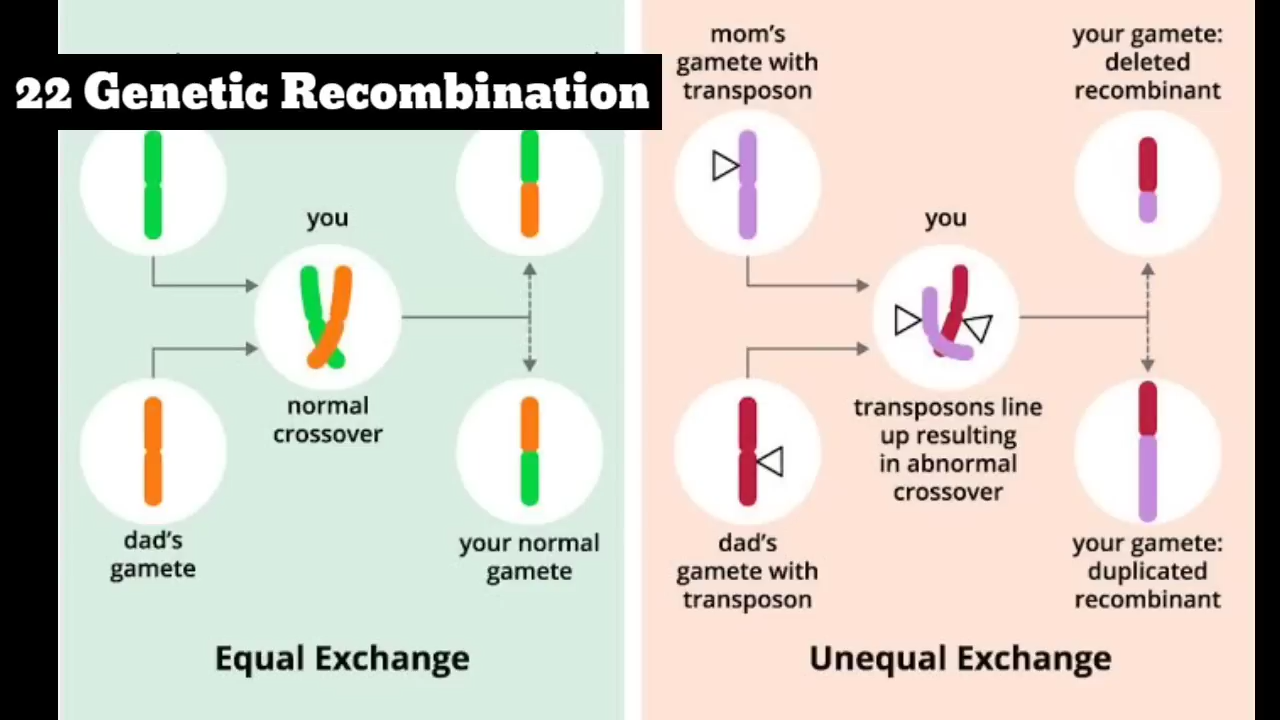 22 Genetic Recombination
you
normal
crossover
dad's
gamete
your normal
gamete
Equal Exchange
mom's
gamete with
transposon
your gamete:
deleted
recombinant
you
transposons line
up resulting
in abnormal
crossover
dad's
gamete with
transposon
your gamete:
duplicated
recombinant
Unequal Exchange